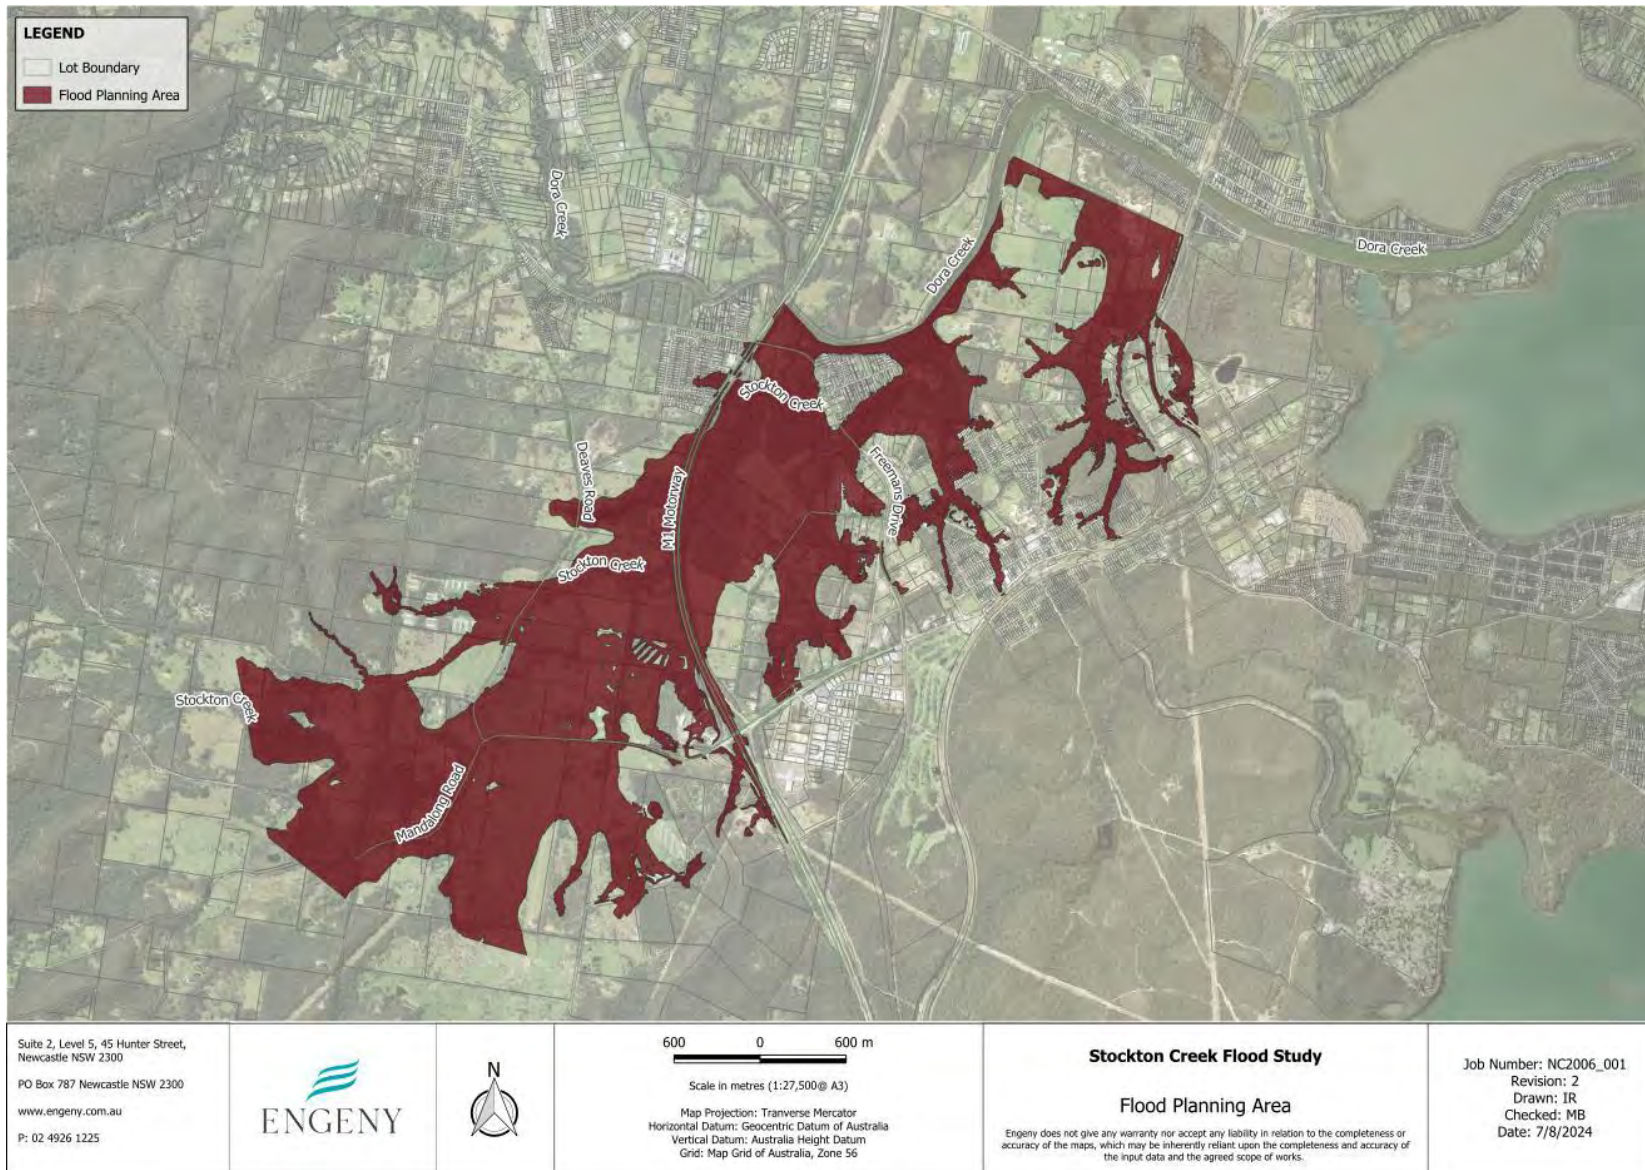 LEGEND
Lot Boundary
Flood Planning Area
Dora Creek
Dora Creek
Dora Creek
Stockton Creek
Freemans Drive
Deaves Road
M1 Motorway
Stockton Creek
Stockton Creek
Mandalong Road
Suite 2, Level 5, 45 Hunter Street,
Newcastle NSW 2300
PO Box 787 Newcastle NSW 2300
www.engeny.com.au
P: 02 4926 1225
ENGENY
N
600 0 600 m
Scale in metres (1:27,500@ A3)
Map Projection: Tranverse Mercator
Horizontal Datum: Geocentric Datum of Australia
Vertical Datum: Australia Height Datum
Grid: Map Grid of Australia, Zone 56
Stockton Creek Flood Study
Flood Planning Area
Engeny does not give any warranty nor accept any liability in relation to the completeness or
accuracy of the maps, which may be inherently reliant upon the completeness and accuracy of
the input data and the agreed scope of works.
Job Number: NC2006_001
Revision: 2
Drawn: IR
Checked: MB
Date: 7/8/2024